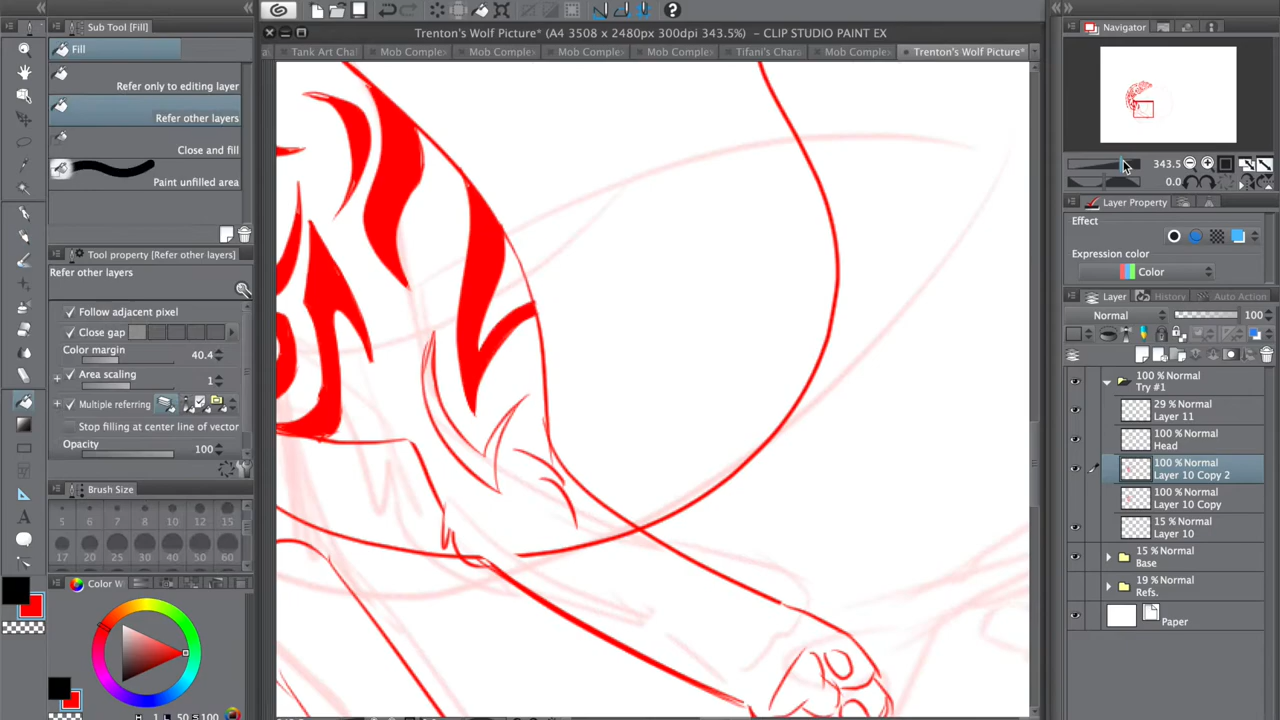 Sub Tool [Fill]
Fill
Refer only to editing layer
Refer other layers
Close and fill
Paint unfilled area
Tool property [Refer other layers]
Refer other layers
Follow adjacent pixel
Close gap
Color margin 40.4
Area scaling 1
Multiple referring
Stop filling at center line of vector
Opacity 100
Brush Size
5 6 7 8 10 12 15
17 20 25 30 40 50 60
Color W
H 1 L 50 S 100
Trenton's Wolf Picture* (A4 3508 x 2480px 300dpi 343.5%) - CLIP STUDIO PAINT EX
Tank Art Cha
Mob Comple
Mob Comple
Mob Comple
Tifani's Chara
Mob Comple
Trenton's Wolf Picture*
Navigator
343.5
0.0
Layer Property
Effect
Expression color
Color
Layer
History
Auto Action
Normal 100
100 % Normal
Try #1
29 % Normal
Layer 11
100 % Normal
Head
100 % Normal
Layer 10 Copy 2
100 % Normal
Layer 10 Copy
15 % Normal
Layer 10
15 % Normal
Base
19 % Normal
Refs.
Paper